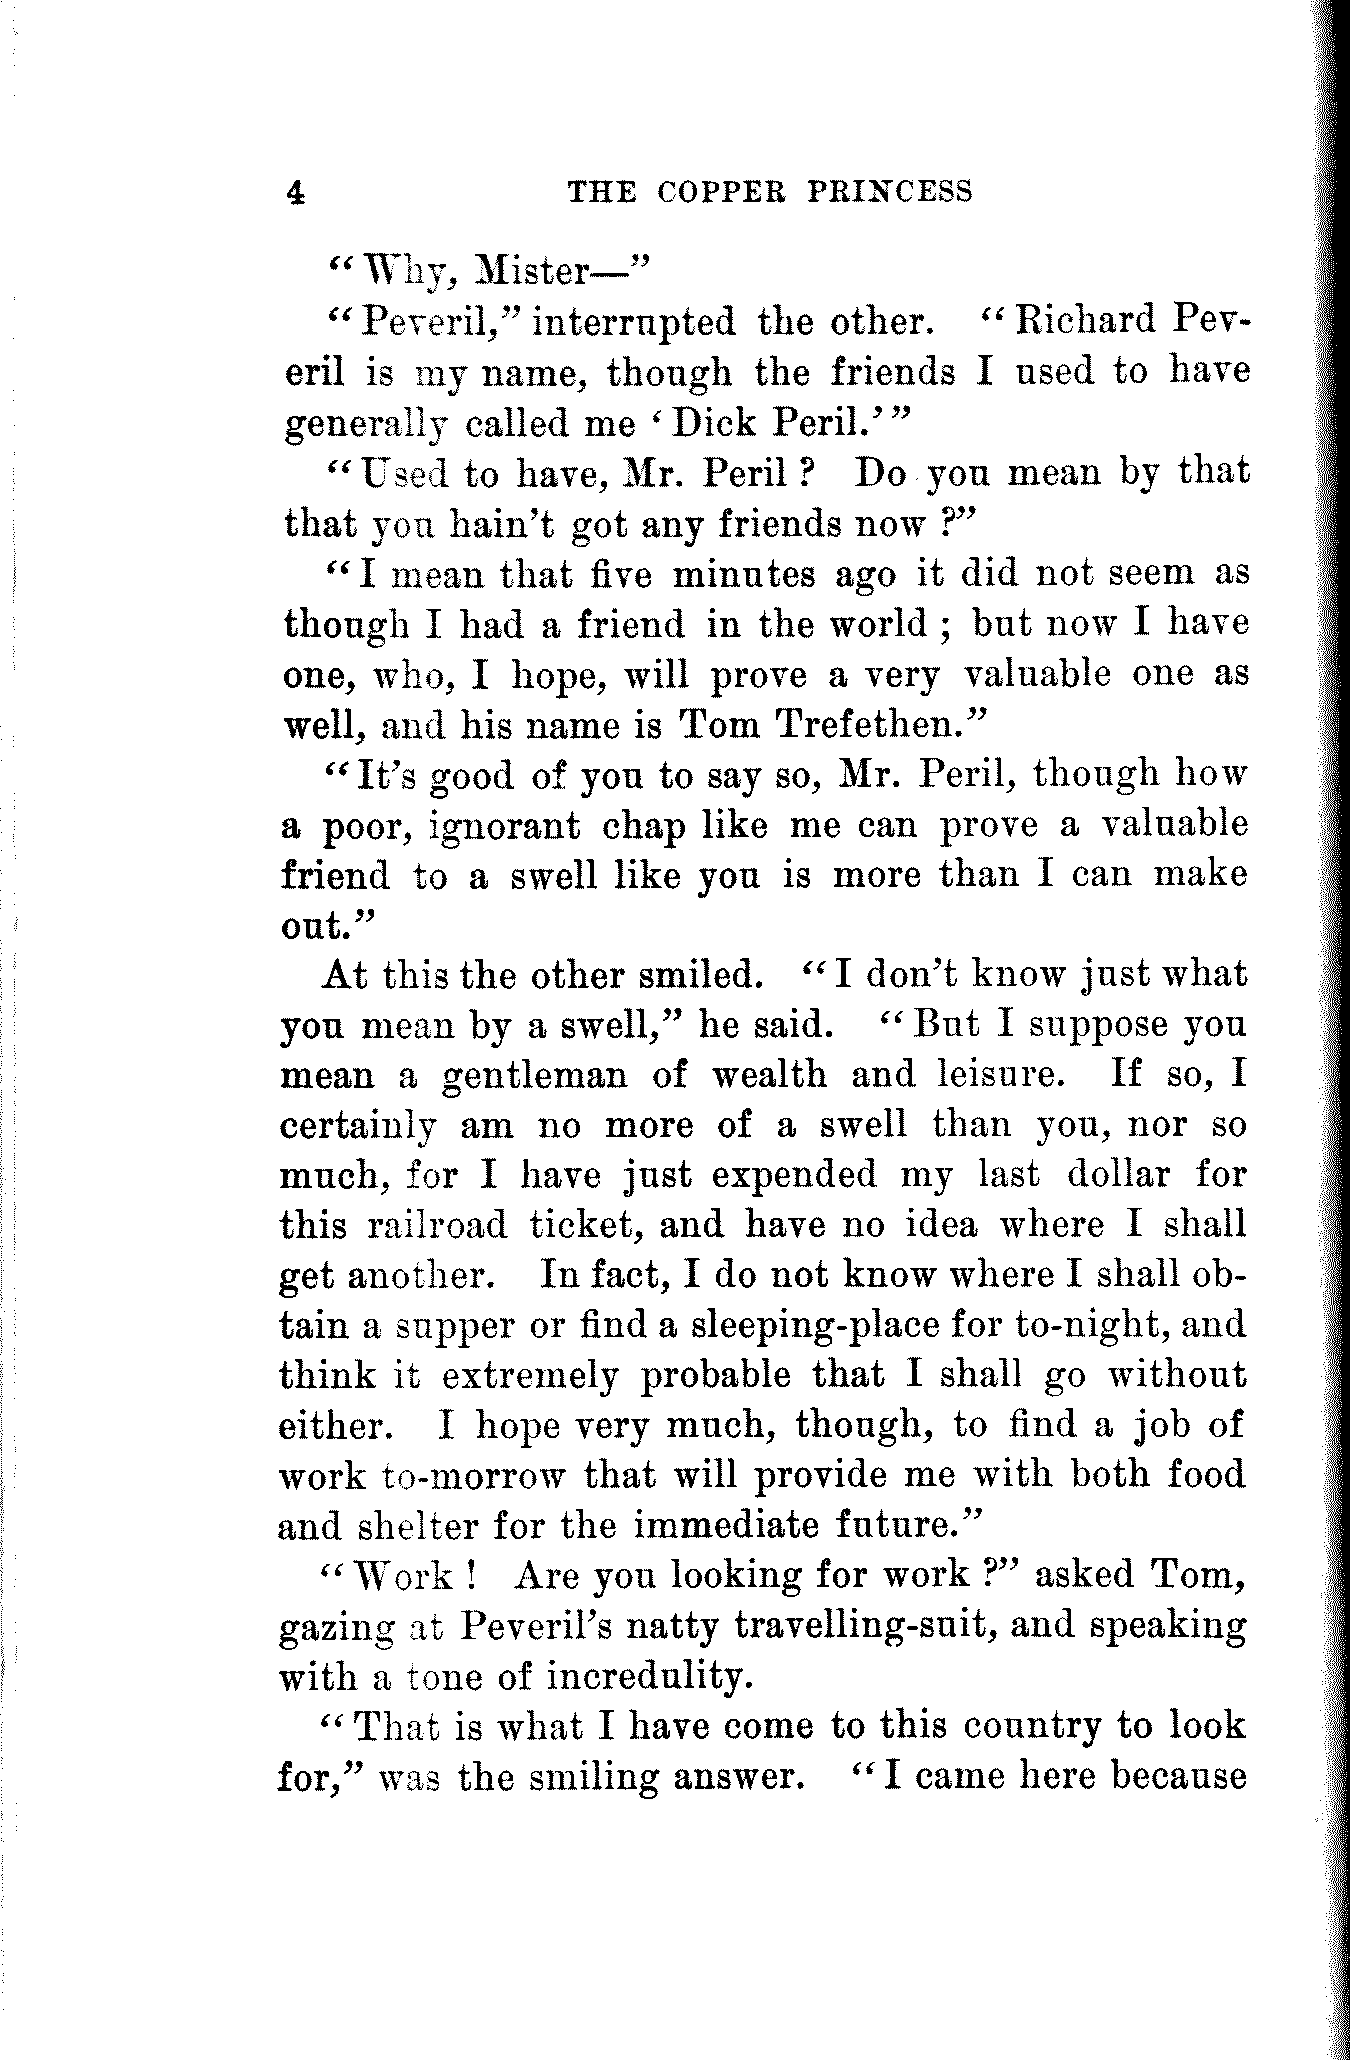 4 THE COPPER PRINCESS
“Why, Mister—”
“Peveril,” interrupted the other. “Richard Pev-
eril is my name, though the friends I used to have
generally called me ‘Dick Peril.’”
“Used to have, Mr. Peril? Do you mean by that
that you hain’t got any friends now?”
“I mean that five minutes ago it did not seem as
though I had a friend in the world; but now I have
one, who, I hope, will prove a very valuable one as
well, and his name is Tom Trefethen.”
“It’s good of you to say so, Mr. Peril, though how
a poor, ignorant chap like me can prove a valuable
friend to a swell like you is more than I can make
out.”
At this the other smiled. “I don’t know just what
you mean by a swell,” he said. “But I suppose you
mean a gentleman of wealth and leisure. If so, I
certainly am no more of a swell than you, nor so
much, for I have just expended my last dollar for
this railroad ticket, and have no idea where I shall
get another. In fact, I do not know where I shall ob-
tain a supper or find a sleeping-place for to-night, and
think it extremely probable that I shall go without
either. I hope very much, though, to find a job of
work to-morrow that will provide me with both food
and shelter for the immediate future.”
“Work! Are you looking for work?” asked Tom,
gazing at Peveril’s natty travelling-suit, and speaking
with a tone of incredulity.
“That is what I have come to this country to look
for,” was the smiling answer. “I came here because